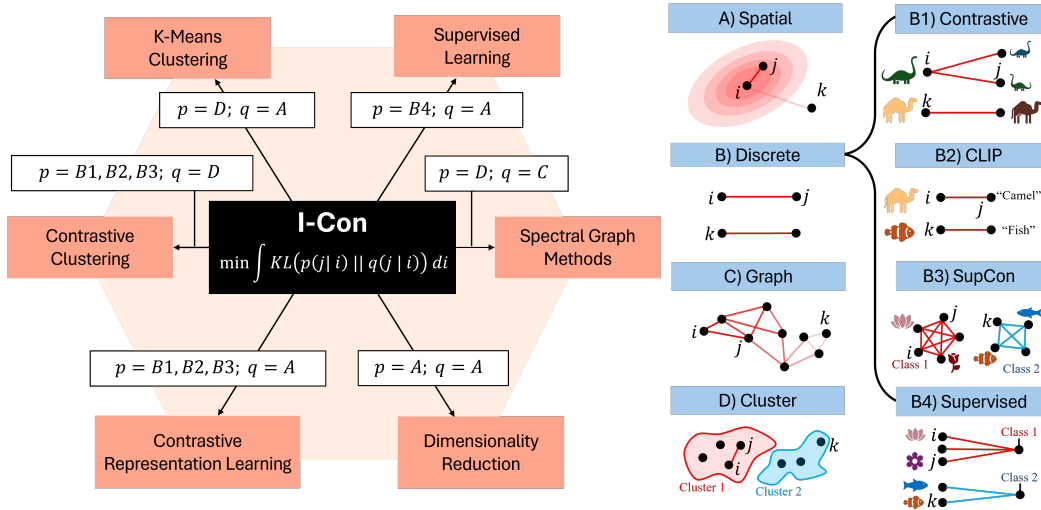 K-Means
Clustering
Supervised
Learning
p = D; q = A
p = B4; q = A
p = B1, B2, B3; q = D
p = D; q = C
Contrastive
Clustering
I-Con
min ∫ KL(p(j| i) || q(j | i)) di
Spectral Graph
Methods
p = B1, B2, B3; q = A
p = A; q = A
Contrastive
Representation Learning
Dimensionality
Reduction
A) Spatial
i
j
k
B) Discrete
i
j
k
C) Graph
i
j
k
D) Cluster
j
i
k
Cluster 1
Cluster 2
B1) Contrastive
i
j
k
B2) CLIP
i
j
"Camel"
k
"Fish"
B3) SupCon
j
i
k
Class 1
Class 2
B4) Supervised
i
j
Class 1
k
Class 2